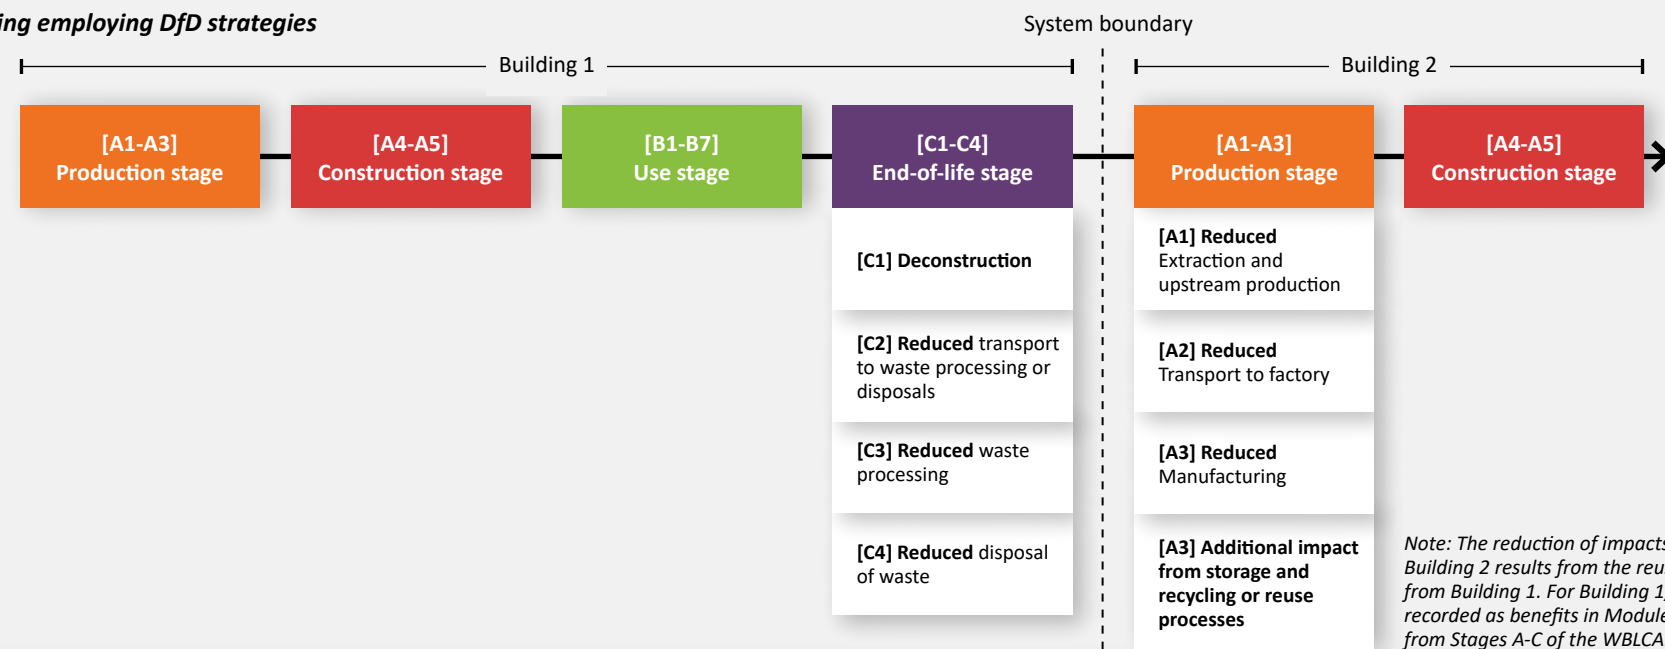 employing DfD strategies
System boundary
Building 1
Building 2
[A1-A3]
Production stage
[A4-A5]
Construction stage
[B1-B7]
Use stage
[C1-C4]
End-of-life stage
[A1-A3]
Production stage
[A4-A5]
Construction stage
[C1] Deconstruction
[C2] Reduced transport
to waste processing or
disposals
[C3] Reduced waste
processing
[C4] Reduced disposal
of waste
[A1] Reduced
Extraction and
upstream production
[A2] Reduced
Transport to factory
[A3] Reduced
Manufacturing
[A3] Additional impact
from storage and
recycling or reuse
processes
Note: The reduction of impacts
Building 2 results from the
from Building 1. For Building 1,
recorded as benefits in Module
from Stages A-C of the WBLCA